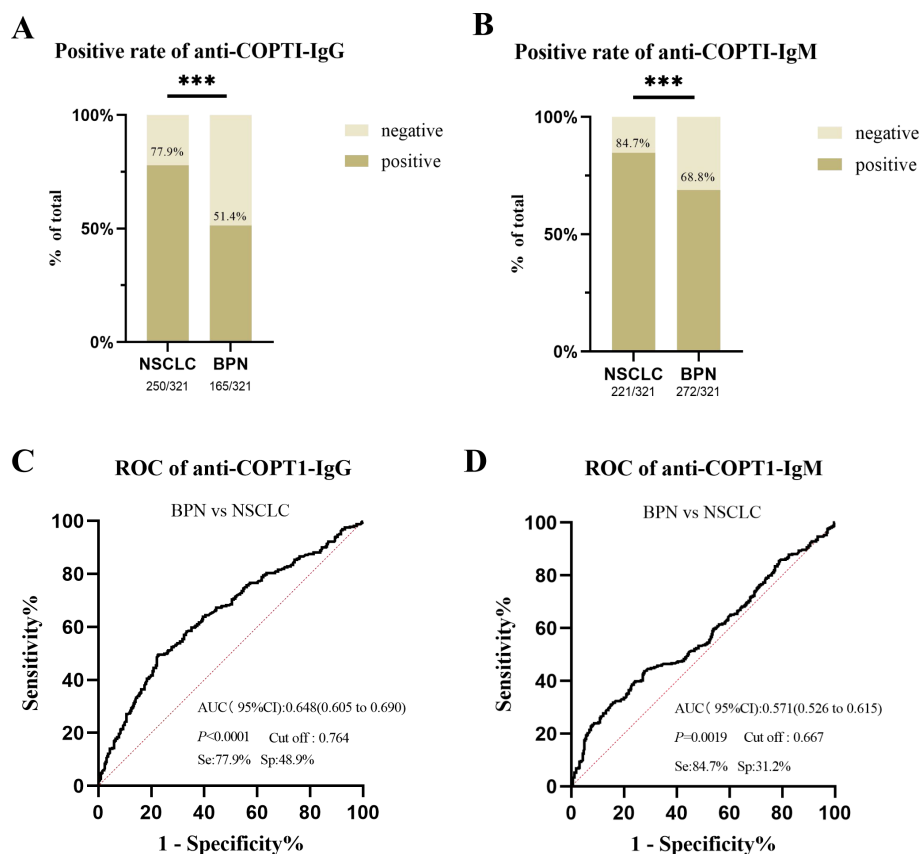 A
Positive rate of anti-COPTI-IgG
***
100%
50%
0%
% of total
77.9%
51.4%
negative
positive
NSCLC
BPN
250/321
165/321
B
Positive rate of anti-COPTI-IgM
***
100%
50%
0%
% of total
84.7%
68.8%
negative
positive
NSCLC
BPN
221/321
272/321
C
ROC of anti-COPT1-IgG
BPN vs NSCLC
100
80
60
40
20
0
Sensitivity%
AUC( 95%CI):0.648(0.605 to 0.690)
P<0.0001 Cut off : 0.764
Se:77.9% Sp:48.9%
0 20 40 60 80 100
1 - Specificity%
D
ROC of anti-COPT1-IgM
BPN vs NSCLC
100
80
60
40
20
0
Sensitivity%
AUC( 95%CI):0.571(0.526 to 0.615)
P=0.0019 Cut off : 0.667
Se:84.7% Sp:31.2%
0 20 40 60 80 100
1 - Specificity%